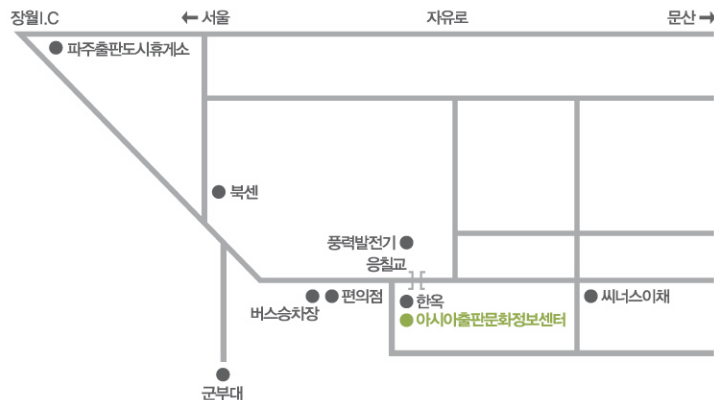 장월I.C
← 서울
자유로
문산 →
파주출판도시휴게소
북센
풍력발전기
응칠교
편의점
버스승차장
한옥
아시아출판문화정보센터
씨너스이채
군부대